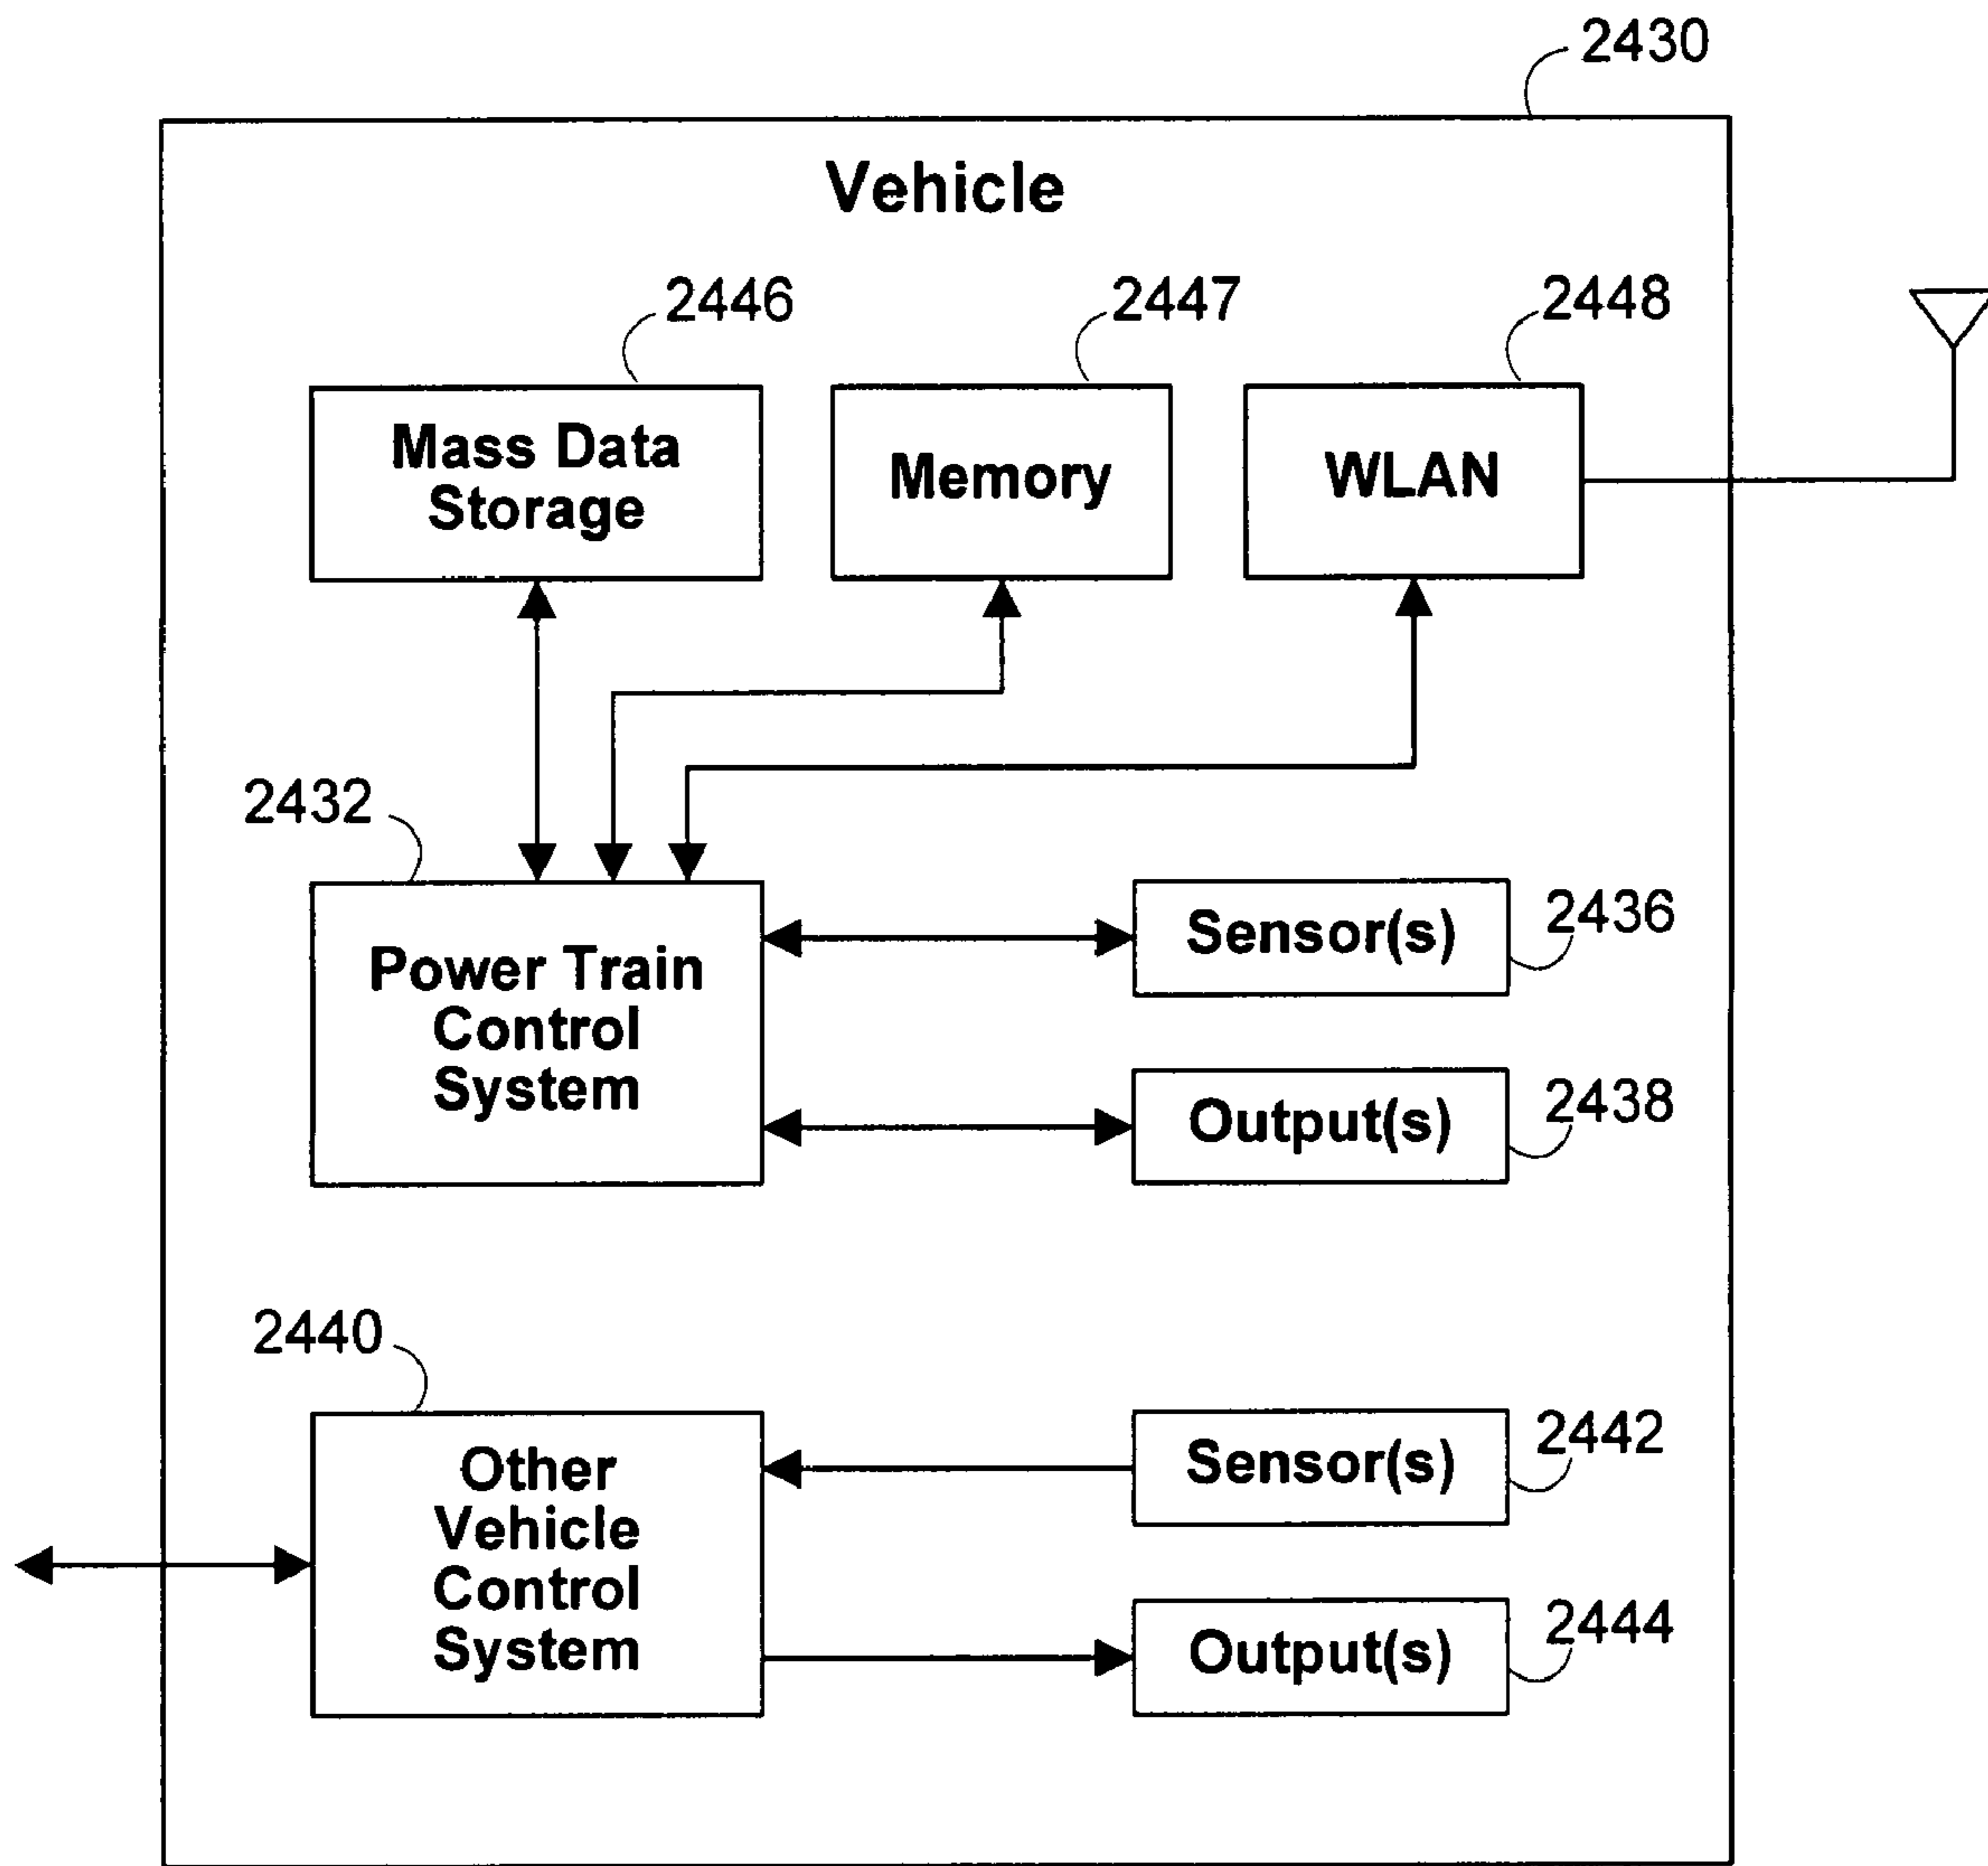 2430
Vehicle
2446
2447
2448
Mass Data
Storage
Memory
WLAN
2432
Power Train
Control
System
Sensor(s)
2436
Output(s)
2438
2440
Other
Vehicle
Control
System
Sensor(s)
2442
Output(s)
2444